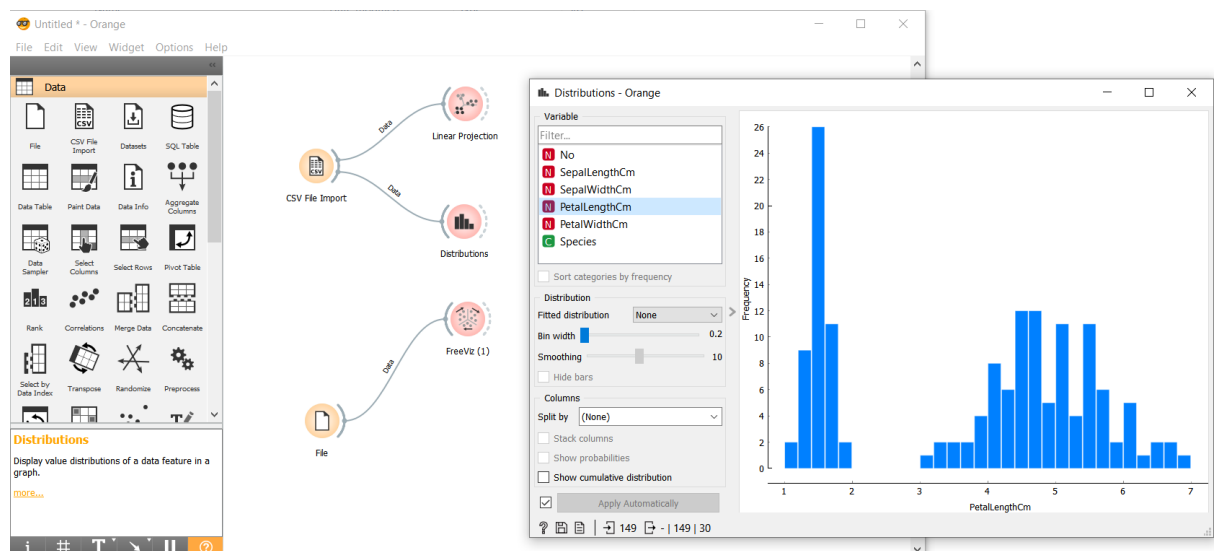 Untitled * - Orange
File Edit View Widget Options Help
Data
File
CSV File Import
Datasets
SQL Table
Data Table
Paint Data
Data Info
Aggregate Columns
Data Sampler
Select Columns
Select Rows
Pivot Table
Rank
Correlations
Merge Data
Concatenate
Select by Data Index
Transpose
Randomize
Preprocess
Distributions
Display value distributions of a data feature in a
graph.
more...
CSV File Import
Data
Linear Projection
Data
Distributions
File
Data
FreeViz (1)
Distributions - Orange
Variable
Filter...
N No
N SepalLengthCm
N SepalWidthCm
N PetalLengthCm
N PetalWidthCm
C Species
Sort categories by frequency
Distribution
Fitted distribution None
Bin width 0.2
Smoothing 10
Hide bars
Columns
Split by (None)
Stack columns
Show probabilities
Show cumulative distribution
Apply Automatically
? 149 - | 149 | 30
Frequency
26
24
22
20
18
16
14
12
10
8
6
4
2
0
1 2 3 4 5 6 7
PetalLengthCm